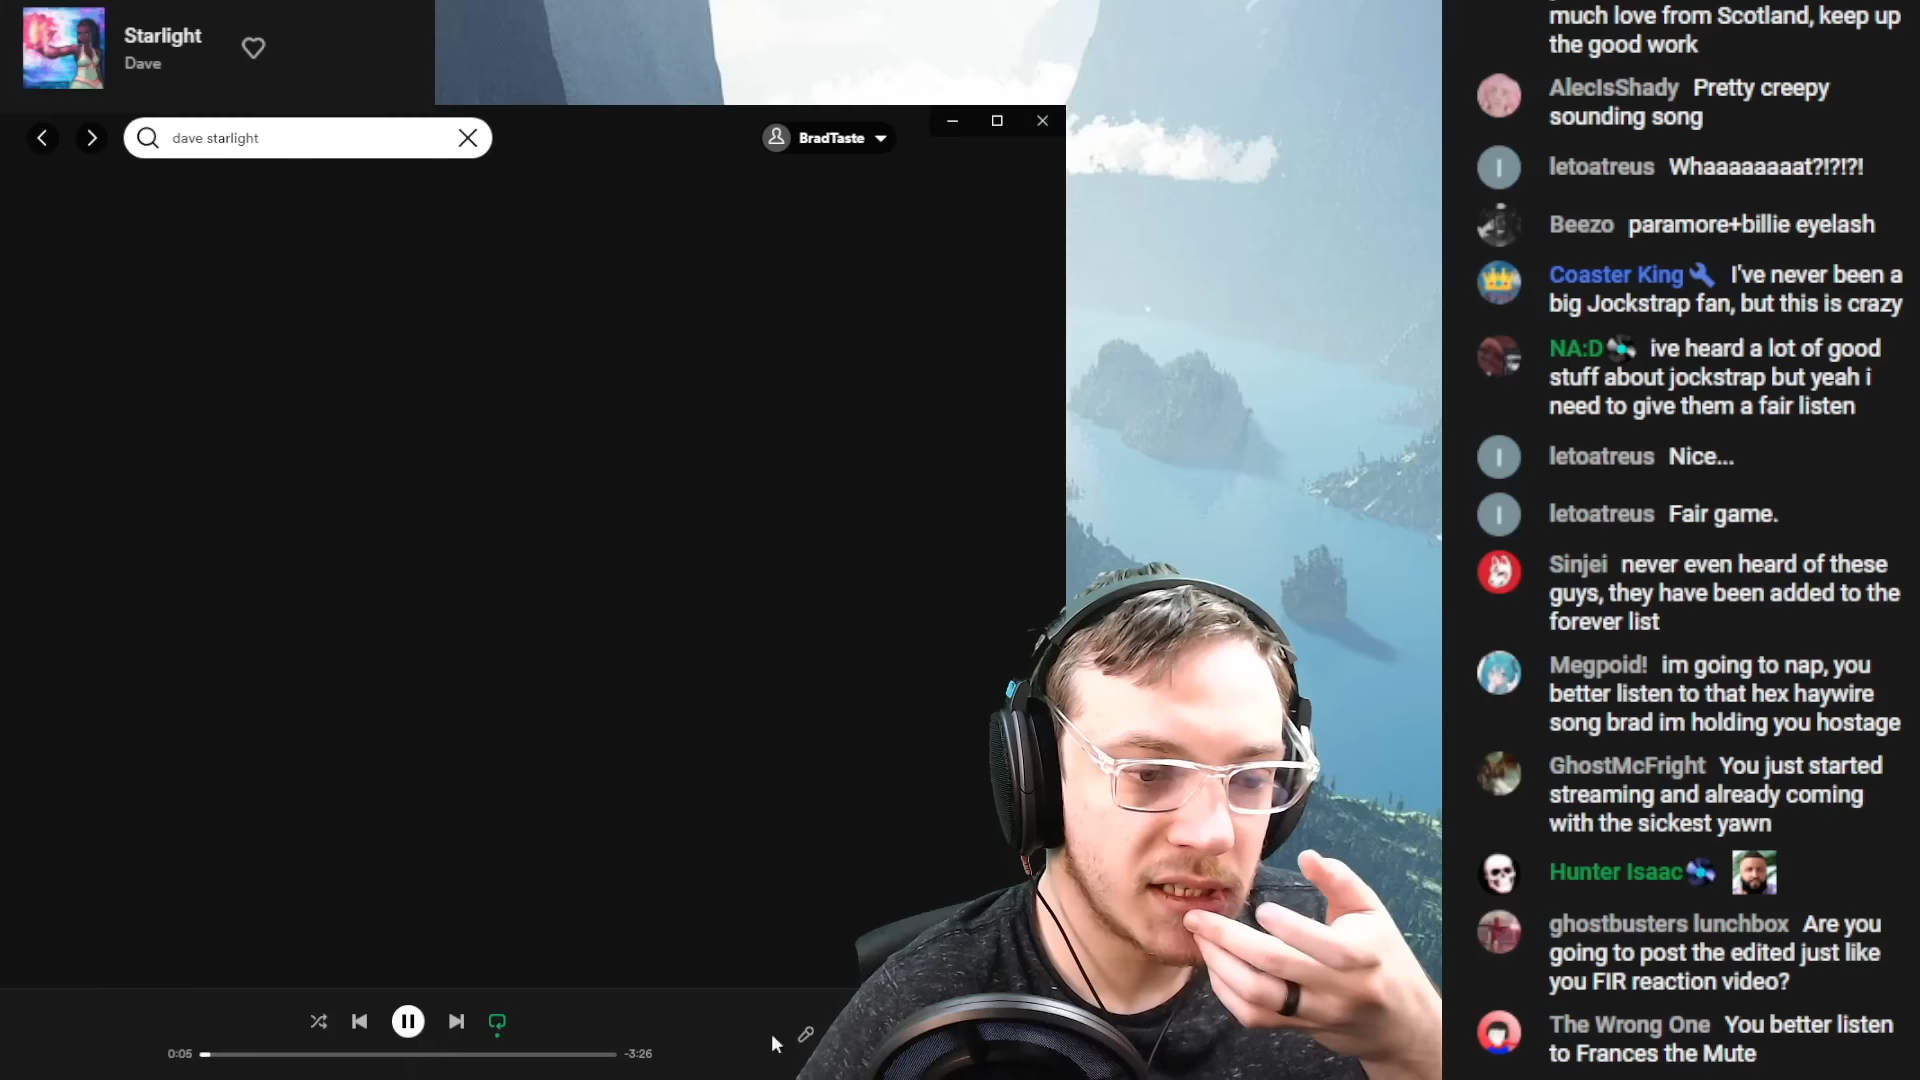 Starlight
Dave
dave starlight
BradTaste
0:05
-3:26
much love from Scotland, keep up
the good work
AlecIsShady Pretty creepy
sounding song
letoatreus Whaaaaaaaat?!?!?!
Beezo paramore+billie eyelash
Coaster King I've never been a
big Jockstrap fan, but this is crazy
NA:D ive heard a lot of good
stuff about jockstrap but yeah i
need to give them a fair listen
letoatreus Nice...
letoatreus Fair game.
Sinjei never even heard of these
guys, they have been added to the
forever list
Megpoid! im going to nap, you
better listen to that hex haywire
song brad im holding you hostage
GhostMcFright You just started
streaming and already coming
with the sickest yawn
Hunter Isaac
ghostbusters lunchbox Are you
going to post the edited just like
you FIR reaction video?
The Wrong One You better listen
to Frances the Mute